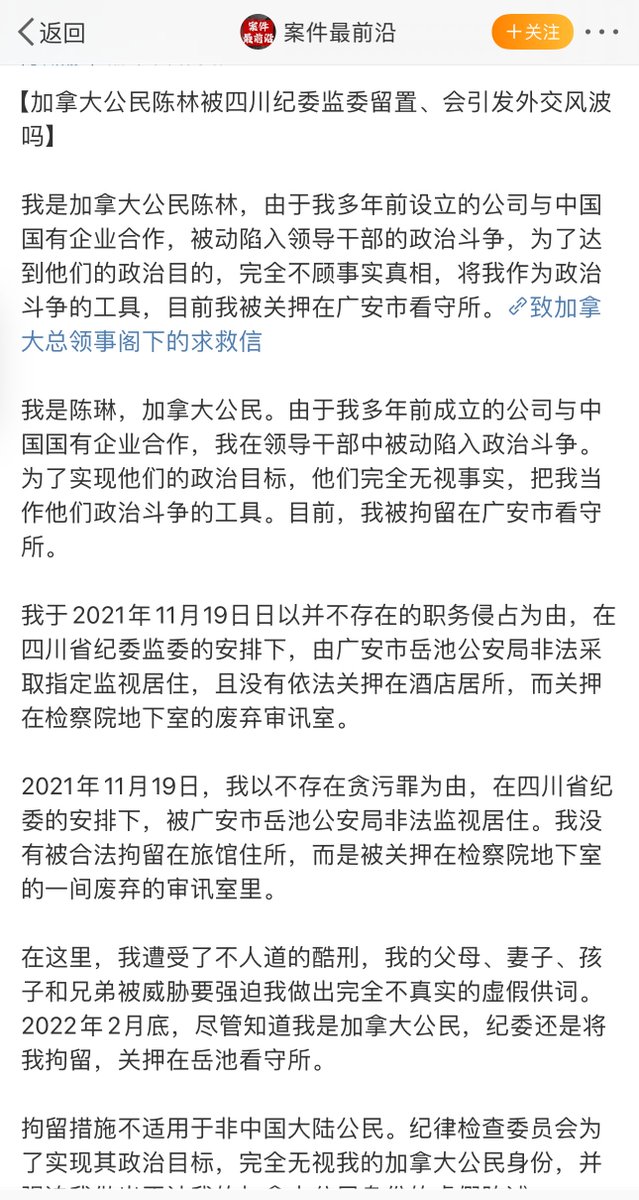 返回
案件最前沿
案件最前沿
+关注
【加拿大公民陈林被四川纪委监委留置、会引发外交风波
吗】
我是加拿大公民陈林，由于我多年前设立的公司与中国
国有企业合作，被动陷入领导干部的政治斗争，为了达
到他们的政治目的，完全不顾事实真相，将我作为政治
斗争的工具，目前我被关押在广安市看守所。致加拿
大总领事阁下的求救信
我是陈琳，加拿大公民。由于我多年前成立的公司与中
国国有企业合作，我在领导干部中被动陷入政治斗争。
为了实现他们的政治目标，他们完全无视事实，把我当
作他们政治斗争的工具。目前，我被拘留在广安市看守
所。
我于2021年11月19日日以并不存在的职务侵占为由，在
四川省纪委监委的安排下，由广安市岳池公安局非法采
取指定监视居住，且没有依法关押在酒店居所，而关押
在检察院地下室的废弃审讯室。
2021年11月19日，我以不存在贪污罪为由，在四川省纪
委的安排下，被广安市岳池公安局非法监视居住。我没
有被合法拘留在旅馆住所，而是被关押在检察院地下室
的一间废弃的审讯室里。
在这里，我遭受了不人道的酷刑，我的父母、妻子、孩
子和兄弟被威胁要强迫我做出完全不真实的虚假供词。
2022年2月底，尽管知道我是加拿大公民，纪委还是将
我拘留，关押在岳池看守所。
拘留措施不适用于非中国大陆公民。纪律检查委员会为
了实现其政治目标，完全无视我的加拿大公民身份，并